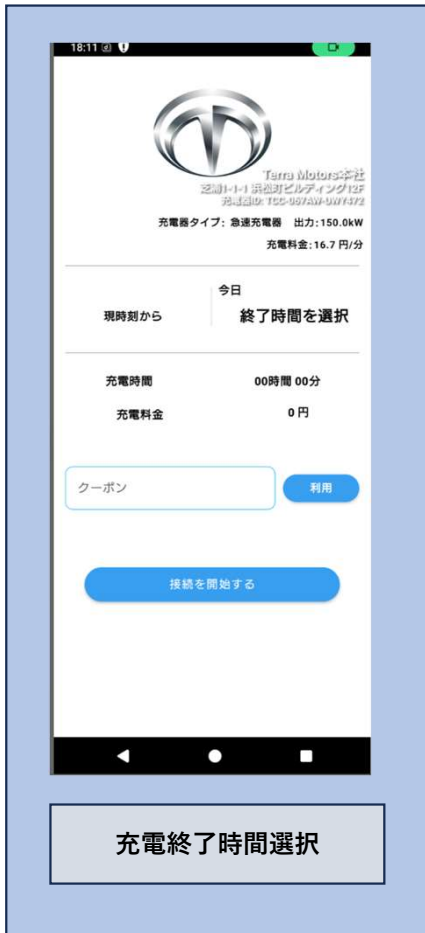 18:11
Terra Motors本社
芝浦1-1-1 浜松町ビルディング12F
充電器ID: TCC-067AW-UW7472
充電器タイプ: 急速充電器 出力:150.0kW
充電料金:16.7 円/分
今日
現時刻から 終了時間を選択
充電時間 00時間 00分
充電料金 0 円
クーポン 利用
接続を開始する
充電終了時間選択